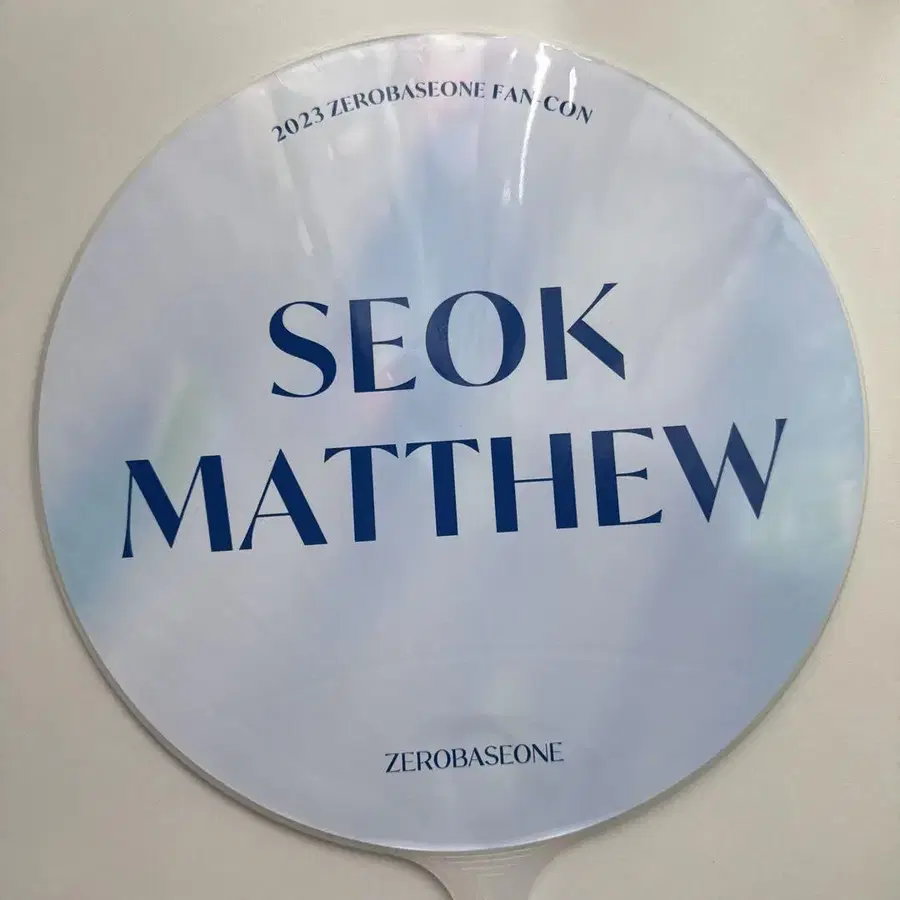 2023 ZEROBASEONE FAN-CON
SEOK
MATTHEW
ZEROBASEONE